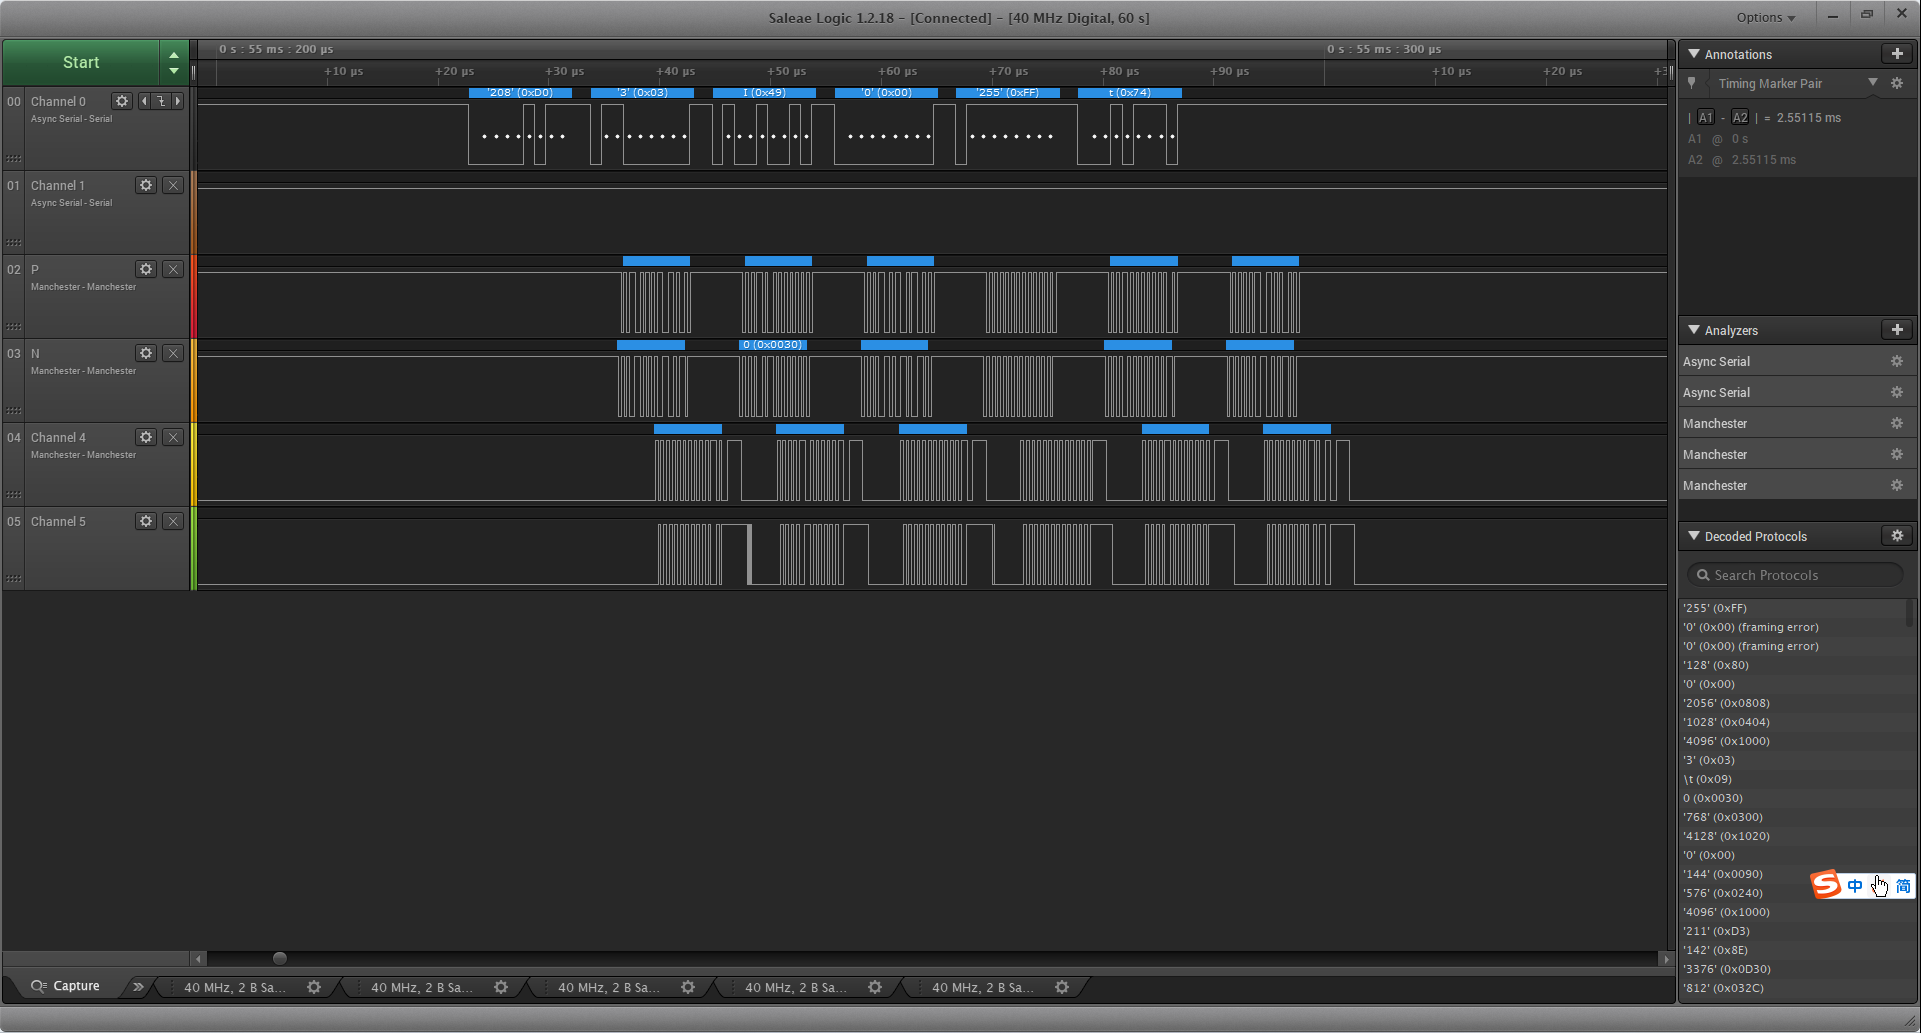 Saleae Logic 1.2.18 - [Connected] - [40 MHz Digital, 60 s]
Options
Start
0 s : 55 ms : 200 µs
0 s : 55 ms : 300 µs
+10 µs
+20 µs
+30 µs
+40 µs
+50 µs
+60 µs
+70 µs
+80 µs
+90 µs
+10 µs
+20 µs
00
Channel 0
Async Serial - Serial
'208' (0xD0)
'3' (0x03)
I (0x49)
'0' (0x00)
'255' (0xFF)
t (0x74)
01
Channel 1
Async Serial - Serial
02
P
Manchester - Manchester
03
N
Manchester - Manchester
0 (0x0030)
04
Channel 4
Manchester - Manchester
05
Channel 5
Annotations
Timing Marker Pair
| A1 - A2 | = 2.55115 ms
A1 @ 0 s
A2 @ 2.55115 ms
Analyzers
Async Serial
Async Serial
Manchester
Manchester
Manchester
Decoded Protocols
Search Protocols
'255' (0xFF)
'0' (0x00) (framing error)
'0' (0x00) (framing error)
'128' (0x80)
'0' (0x00)
'2056' (0x0808)
'1028' (0x0404)
'4096' (0x1000)
'3' (0x03)
\t (0x09)
0 (0x0030)
'768' (0x0300)
'4128' (0x1020)
'0' (0x00)
'144' (0x0090)
'576' (0x0240)
'4096' (0x1000)
'211' (0xD3)
'142' (0x8E)
'3376' (0x0D30)
'812' (0x032C)
S 中 简
Capture
40 MHz, 2 B Sa...
40 MHz, 2 B Sa...
40 MHz, 2 B Sa...
40 MHz, 2 B Sa...
40 MHz, 2 B Sa...